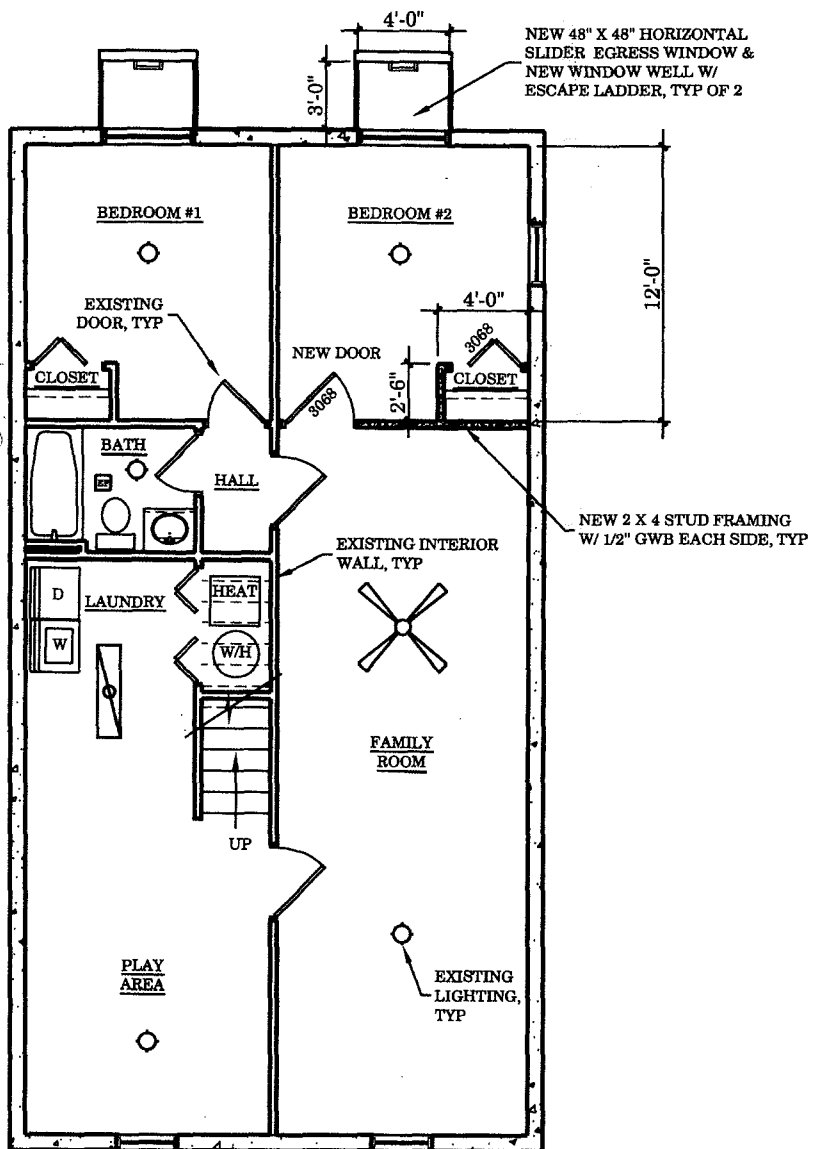 4'-0"
NEW 48" X 48" HORIZONTAL
SLIDER EGRESS WINDOW &
NEW WINDOW WELL W/
ESCAPE LADDER, TYP OF 2
3'-0"
BEDROOM #1
BEDROOM #2
12'-0"
EXISTING
DOOR, TYP
4'-0"
NEW DOOR
3068
CLOSET
2'-6"
CLOSET
3068
BATH
EF
HALL
NEW 2 X 4 STUD FRAMING
W/ 1/2" GWB EACH SIDE, TYP
EXISTING INTERIOR
WALL, TYP
D
LAUNDRY
HEAT
W
W/H
FAMILY
ROOM
UP
PLAY
AREA
EXISTING
LIGHTING,
TYP